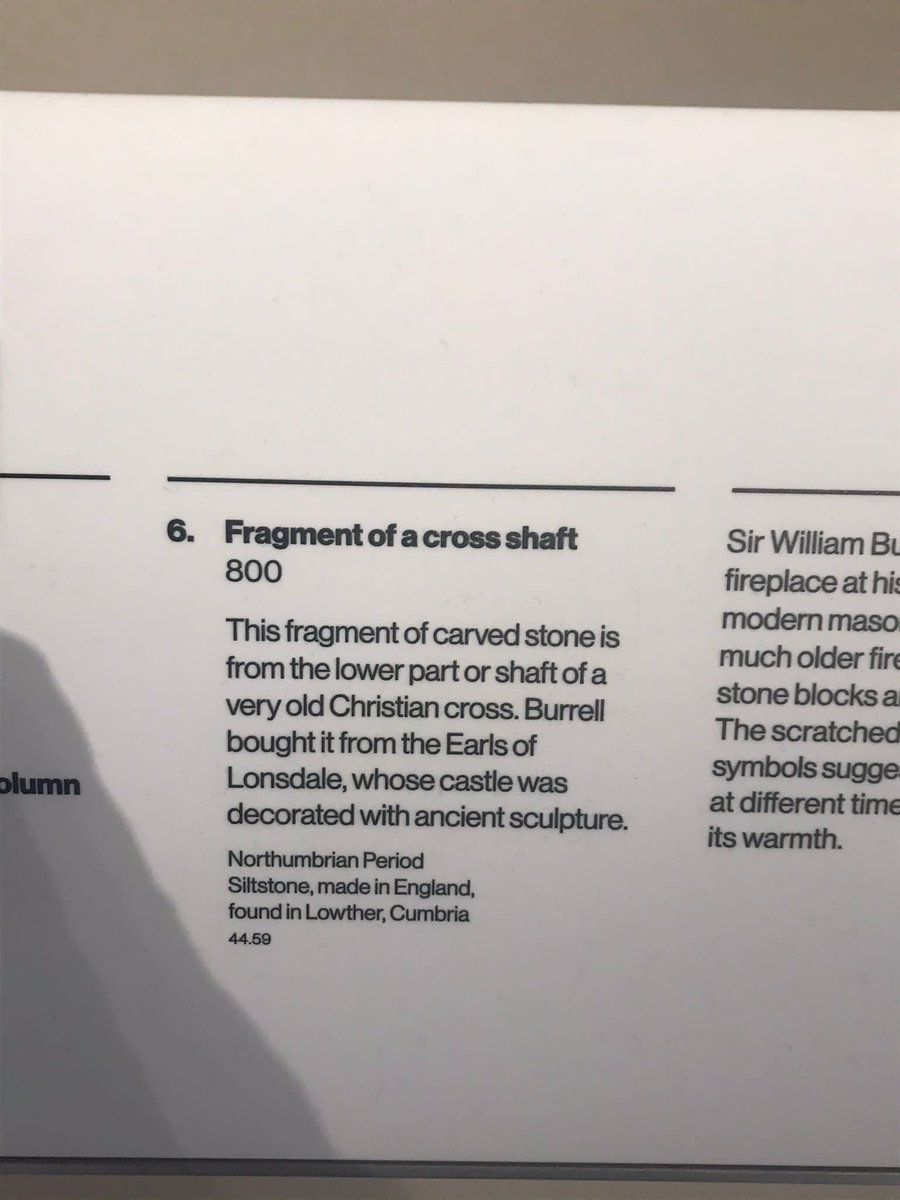 olumn
6. Fragment of a cross shaft
800
This fragment of carved stone is
from the lower part or shaft of a
very old Christian cross. Burrell
bought it from the Earls of
Lonsdale, whose castle was
decorated with ancient sculpture.
Northumbrian Period
Siltstone, made in England,
found in Lowther, Cumbria
44.59
Sir William Bu
fireplace at his
modern maso
much older fire
stone blocks a
The scratched
symbols sugge
at different time
its warmth.